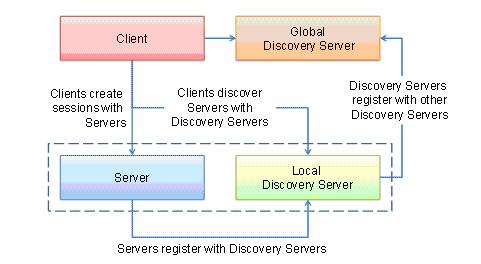 Client
Global
Discovery Server
Clients create
sessions with
Servers
Clients discover
Servers with
Discovery Servers
Discovery Servers
register with other
Discovery Servers
Server
Local
Discovery Server
Servers register with Discovery Servers